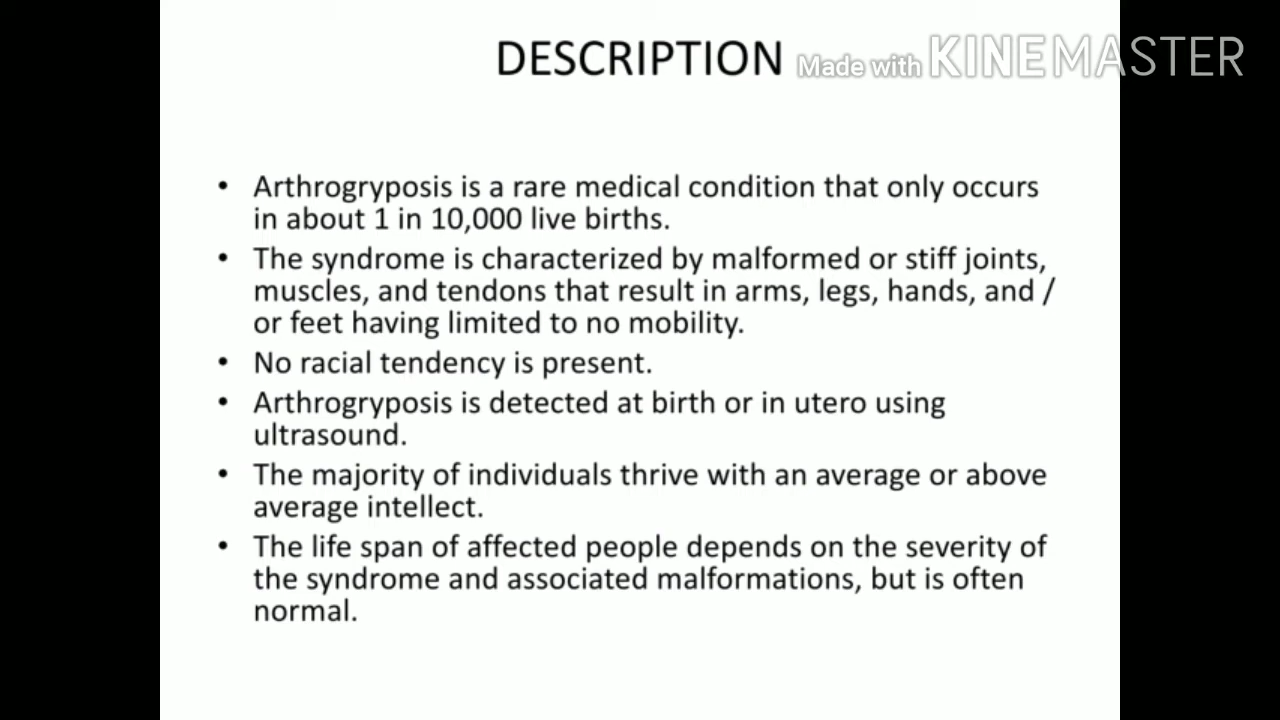 DESCRIPTION
Made with KINEMASTER
• Arthrogryposis is a rare medical condition that only occurs
in about 1 in 10,000 live births.
• The syndrome is characterized by malformed or stiff joints,
muscles, and tendons that result in arms, legs, hands, and /
or feet having limited to no mobility.
• No racial tendency is present.
• Arthrogryposis is detected at birth or in utero using
ultrasound.
• The majority of individuals thrive with an average or above
average intellect.
• The life span of affected people depends on the severity of
the syndrome and associated malformations, but is often
normal.